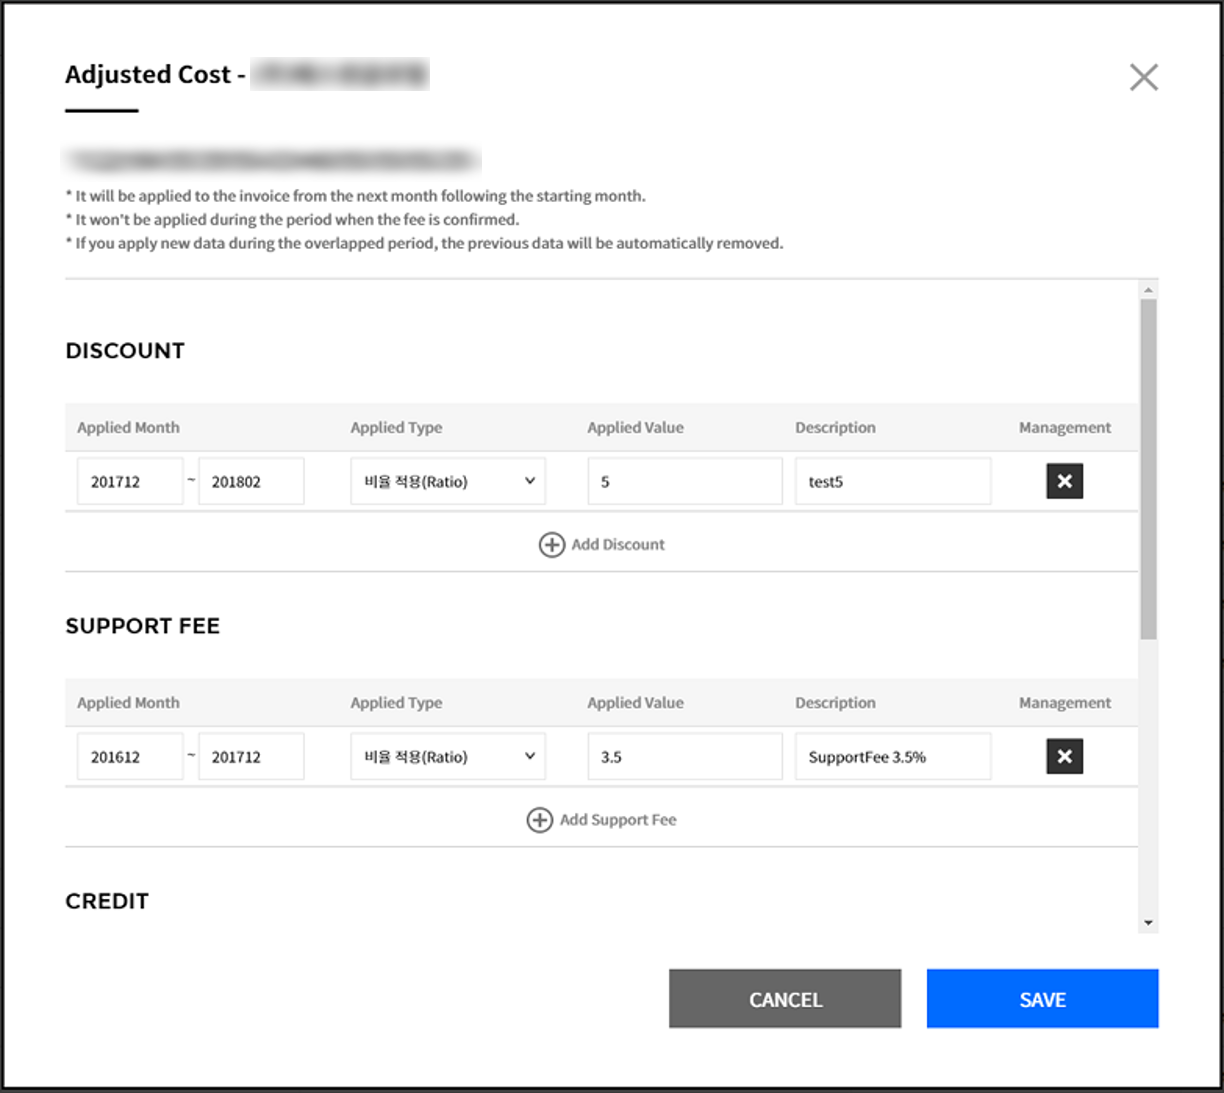 Adjusted Cost -
* It will be applied to the invoice from the next month following the starting month.
* It won't be applied during the period when the fee is confirmed.
* If you apply new data during the overlapped period, the previous data will be automatically removed.
DISCOUNT
Applied Month Applied Type Applied Value Description Management
201712 ~ 201802 비율 적용(Ratio) 5 test5
Add Discount
SUPPORT FEE
Applied Month Applied Type Applied Value Description Management
201612 ~ 201712 비율 적용(Ratio) 3.5 SupportFee 3.5%
Add Support Fee
CREDIT
CANCEL SAVE